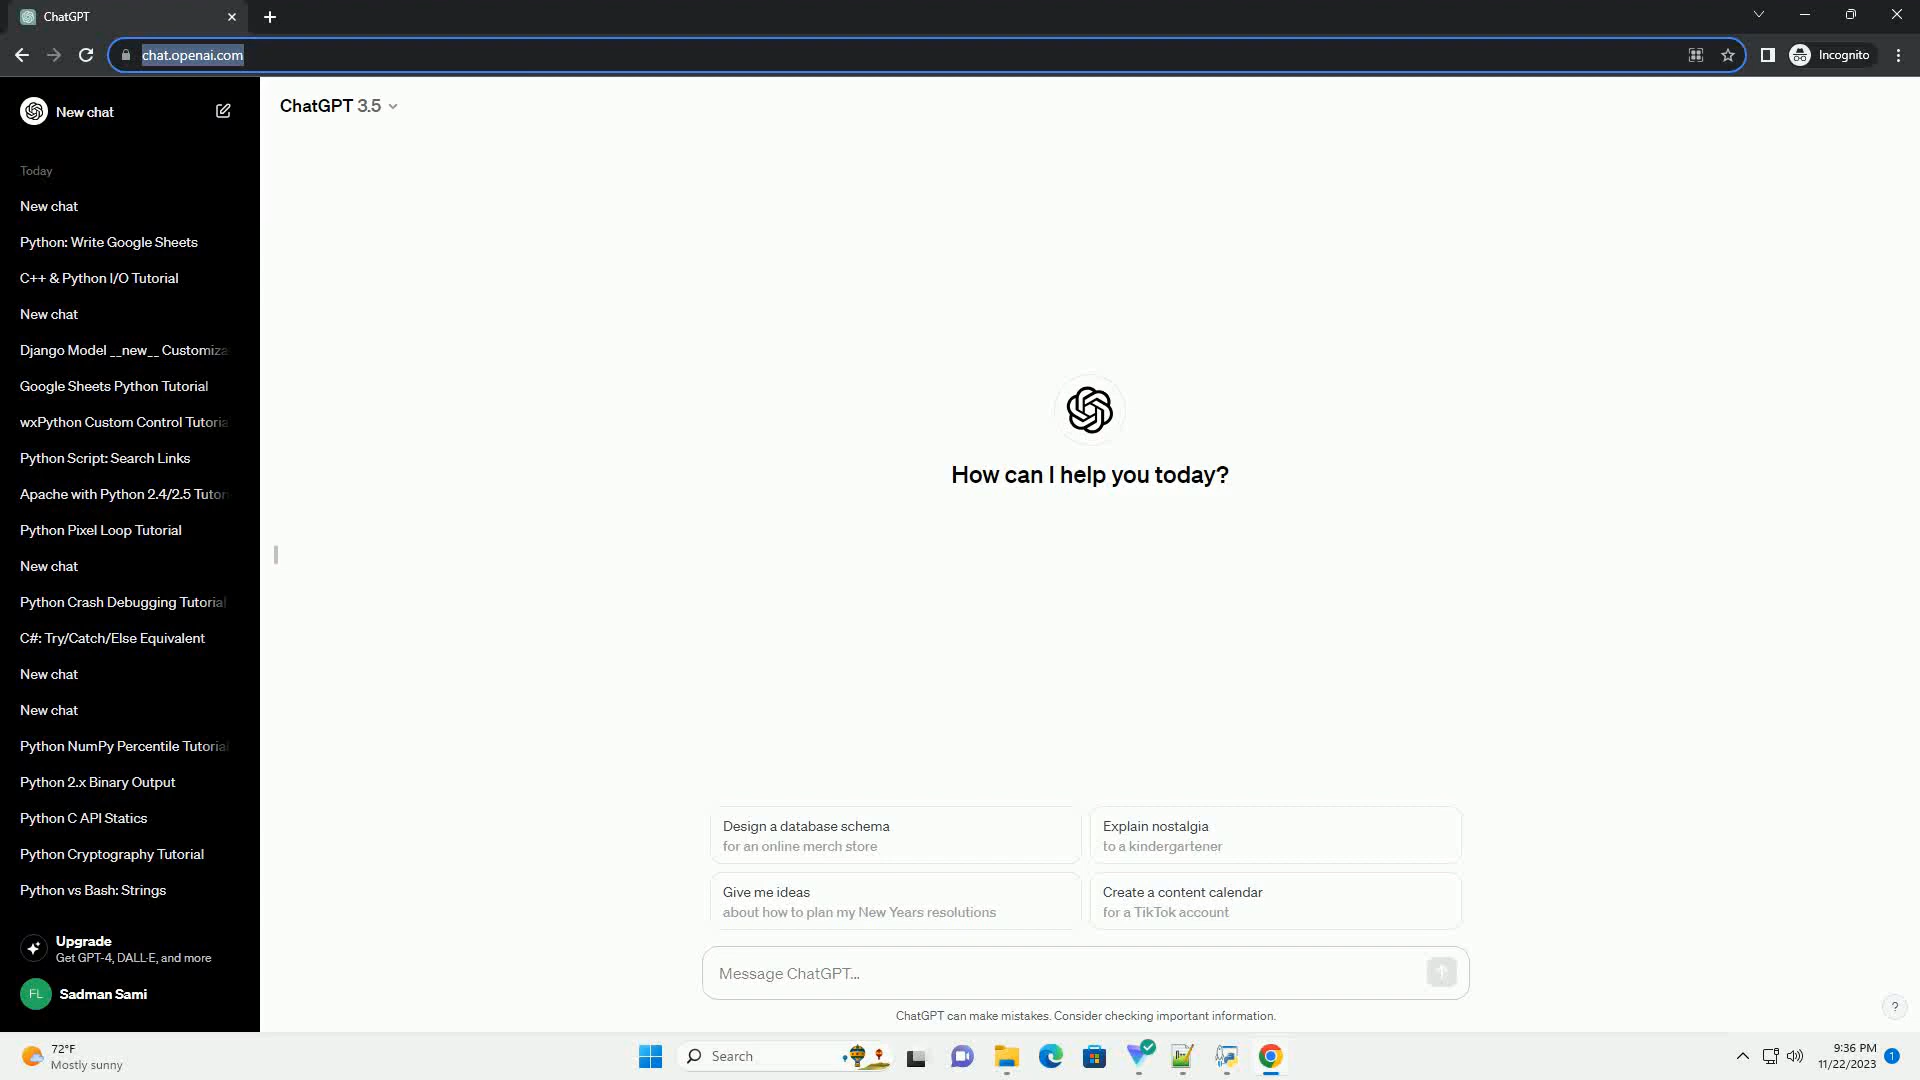 ChatGPT
chat.openai.com
Incognito
New chat
Today
New chat
Python: Write Google Sheets
C++ & Python I/O Tutorial
New chat
Django Model __new__ Customiza
Google Sheets Python Tutorial
wxPython Custom Control Tutoria
Python Script: Search Links
Apache with Python 2.4/2.5 Tutor
Python Pixel Loop Tutorial
New chat
Python Crash Debugging Tutorial
C#: Try/Catch/Else Equivalent
New chat
New chat
Python NumPy Percentile Tutorial
Python 2.x Binary Output
Python C API Statics
Python Cryptography Tutorial
Python vs Bash: Strings
Upgrade
Get GPT-4, DALL·E, and more
FL
Sadman Sami
ChatGPT 3.5
How can I help you today?
Design a database schema
for an online merch store
Explain nostalgia
to a kindergartener
Give me ideas
about how to plan my New Years resolutions
Create a content calendar
for a TikTok account
Message ChatGPT...
ChatGPT can make mistakes. Consider checking important information.
?
72°F
Mostly sunny
Search
9:36 PM
11/22/2023
1